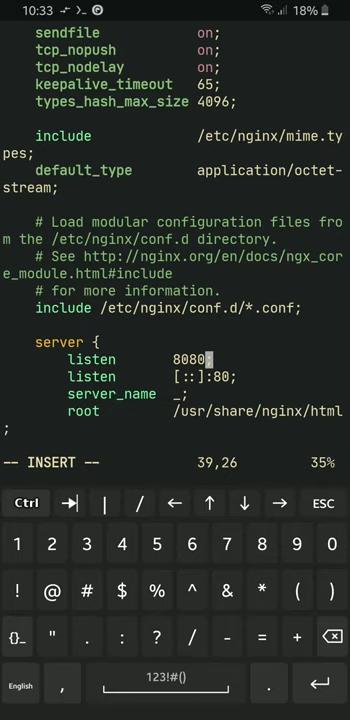 10:33 18%
sendfile on;
tcp_nopush on;
tcp_nodelay on;
keepalive_timeout 65;
types_hash_max_size 4096;
include /etc/nginx/mime.ty
pes;
default_type application/octet-
stream;
# Load modular configuration files fro
m the /etc/nginx/conf.d directory.
# See http://nginx.org/en/docs/ngx_cor
e_module.html#include
# for more information.
include /etc/nginx/conf.d/*.conf;
server {
listen 8080;
listen [::]:80;
server_name _;
root /usr/share/nginx/html
;
-- INSERT -- 39,26 35%
Ctrl | / ← ↑ ↓ → ESC
1 2 3 4 5 6 7 8 9 0
! @ # $ % ^ & * ( )
{}_ " . : ? / - = +
English , 123!#() .